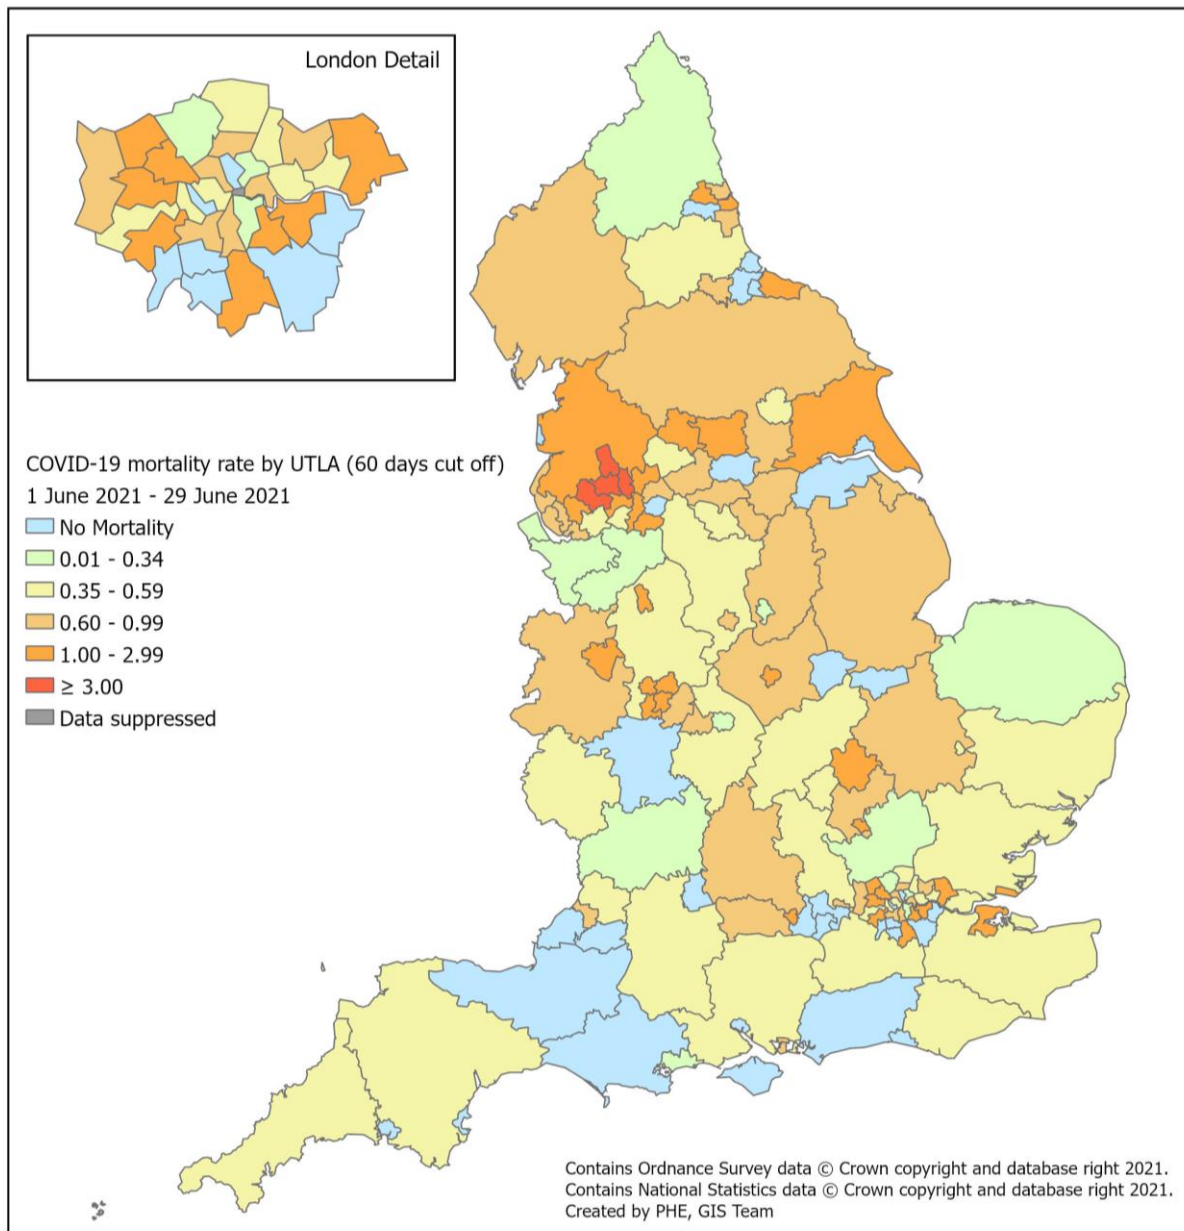 London Detail
COVID-19 mortality rate by UTLA (60 days cut off)
1 June 2021 - 29 June 2021
No Mortality
0.01 - 0.34
0.35 - 0.59
0.60 - 0.99
1.00 - 2.99
≥ 3.00
Data suppressed
Contains Ordnance Survey data © Crown copyright and database right 2021.
Contains National Statistics data © Crown copyright and database right 2021.
Created by PHE, GIS Team